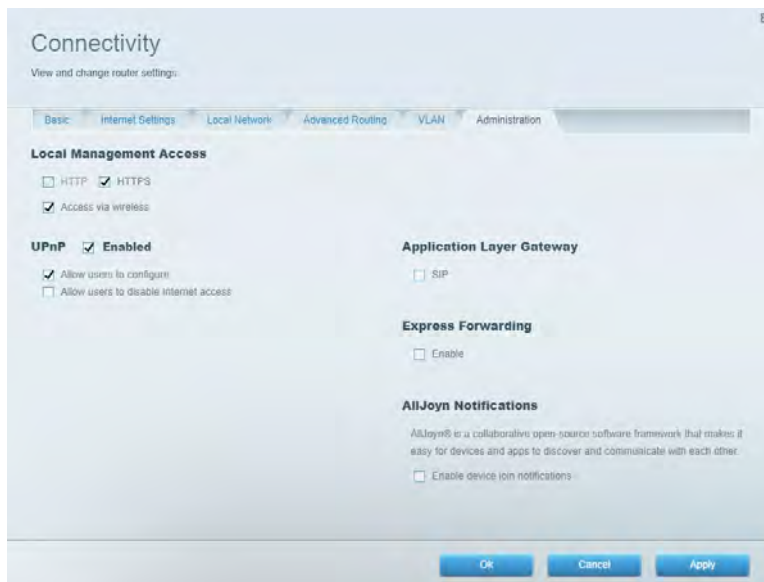 Connectivity
View and change router settings.
Basic
Internet Settings
Local Network
Advanced Routing
VLAN
Administration
Local Management Access
HTTP
HTTPS
Access via wireless
UPnP
Enabled
Allow users to configure
Allow users to disable Internet access
Application Layer Gateway
SIP
Express Forwarding
Enable
AllJoyn Notifications
AllJoyn® is a collaborative open-source software framework that makes it
easy for devices and apps to discover and communicate with each other.
Enable device join notifications
Ok
Cancel
Apply